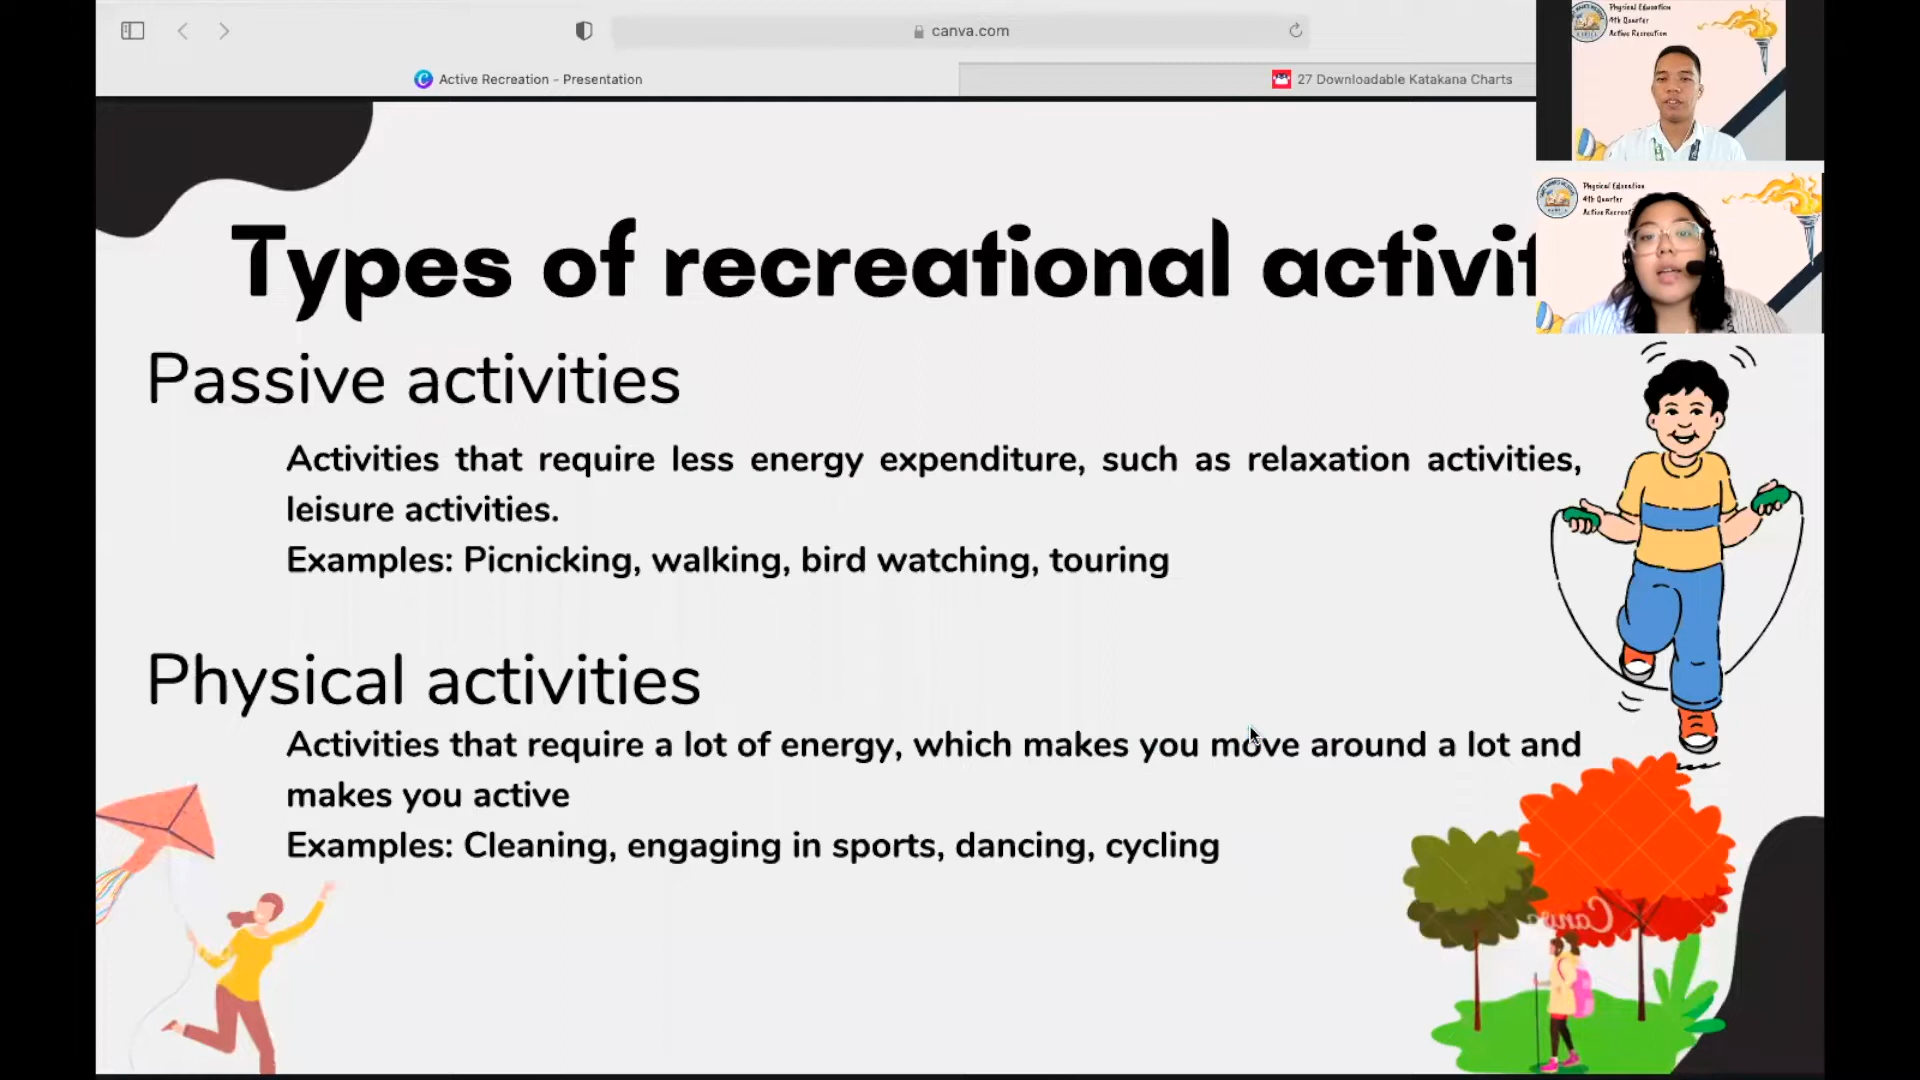 canva.com
Active Recreation - Presentation
27 Downloadable Katakana Charts
Physical Education
4th Quarter
Active Recreation
Physical Education
4th Quarter
Active Recreat
Types of recreational activit
Passive activities
Activities that require less energy expenditure, such as relaxation activities,
leisure activities.
Examples: Picnicking, walking, bird watching, touring
Physical activities
Activities that require a lot of energy, which makes you move around a lot and
makes you active
Examples: Cleaning, engaging in sports, dancing, cycling
Canva